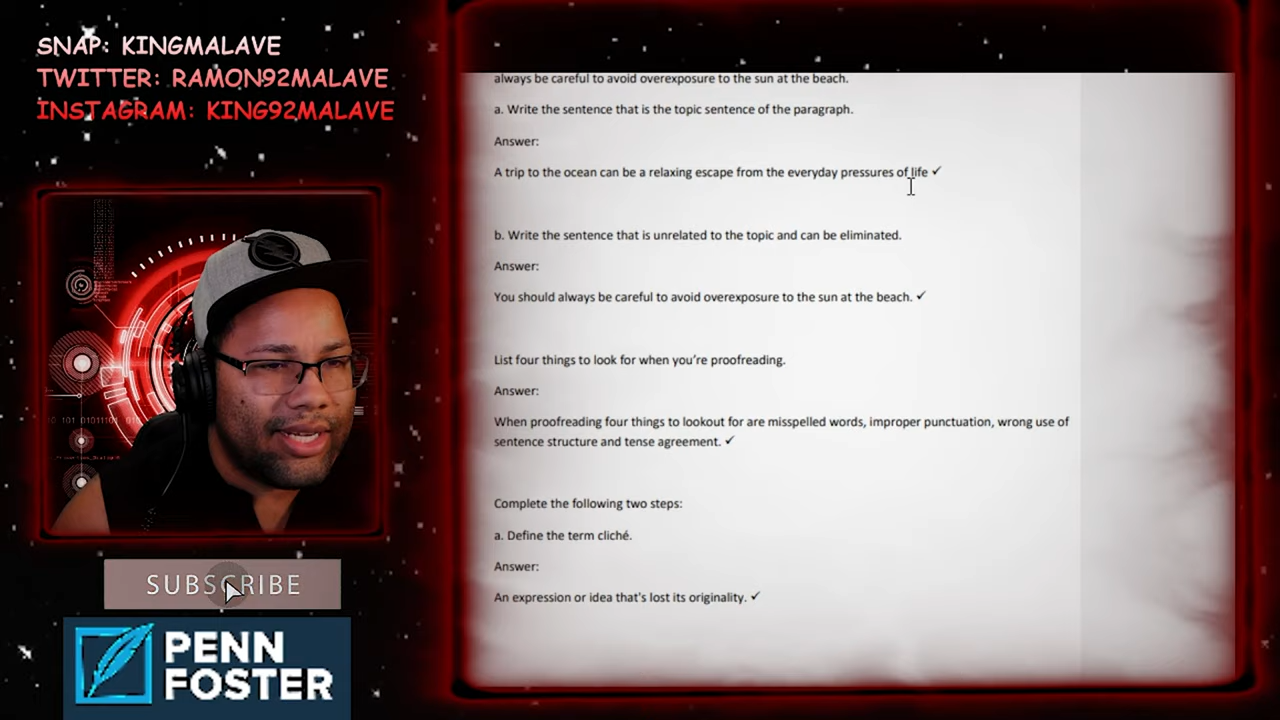 SNAP: KINGMALAVE
TWITTER: RAMON92MALAVE
INSTAGRAM: KING92MALAVE
SUBSCRIBE
PENN
FOSTER
always be careful to avoid overexposure to the sun at the beach.
a. Write the sentence that is the topic sentence of the paragraph.
Answer:
A trip to the ocean can be a relaxing escape from the everyday pressures of life ✓
b. Write the sentence that is unrelated to the topic and can be eliminated.
Answer:
You should always be careful to avoid overexposure to the sun at the beach. ✓
List four things to look for when you’re proofreading.
Answer:
When proofreading four things to lookout for are misspelled words, improper punctuation, wrong use of
sentence structure and tense agreement. ✓
Complete the following two steps:
a. Define the term cliché.
Answer:
An expression or idea that's lost its originality. ✓